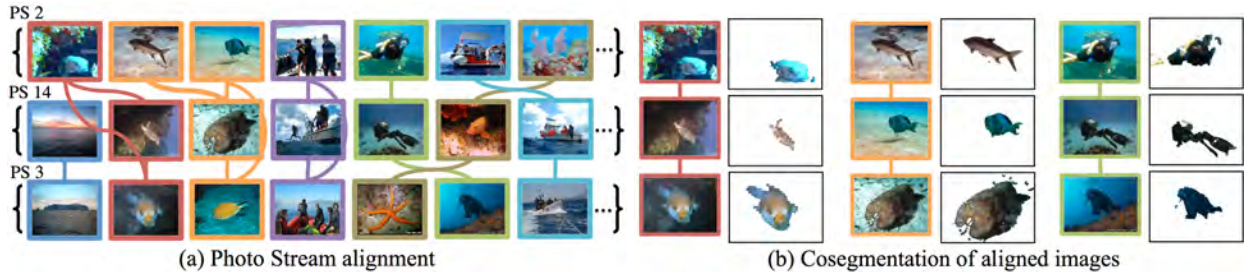 PS 2
PS 14
PS 3
(a) Photo Stream alignment
(b) Cosegmentation of aligned images